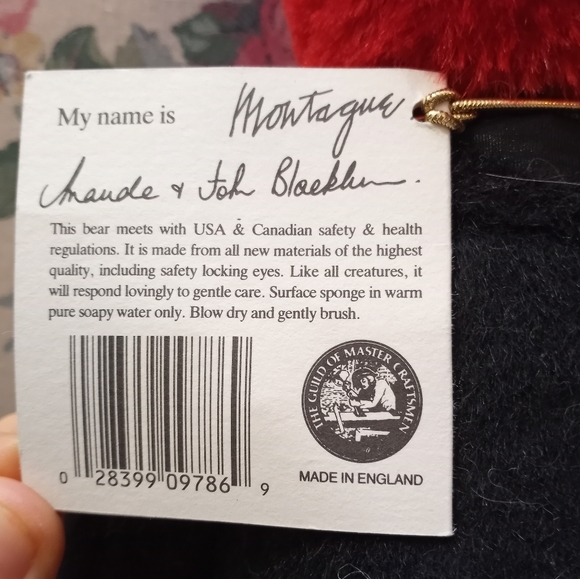 My name is Montague
Maude & John Blackburn.
This bear meets with USA & Canadian safety & health
regulations. It is made from all new materials of the highest
quality, including safety locking eyes. Like all creatures, it
will respond lovingly to gentle care. Surface sponge in warm
pure soapy water only. Blow dry and gently brush.
THE GUILD OF MASTER CRAFTSMEN
MADE IN ENGLAND
0 28399 09786 9